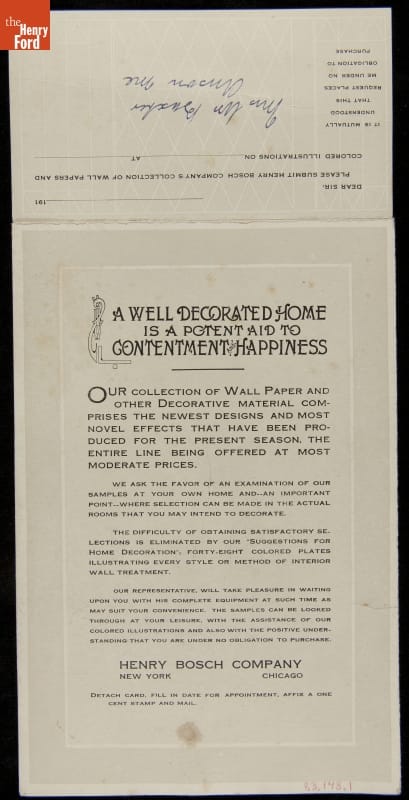 the
Henry
Ford
191
DEAR SIR:
PLEASE SUBMIT HENRY BOSCH COMPANY'S COLLECTION OF WALL PAPERS AND
COLORED ILLUSTRATIONS ON AT
IT IS MUTUALLY
UNDERSTOOD
THAT THIS
REQUEST PLACES
ME UNDER NO
OBLIGATION TO
PURCHASE
Mrs Wm Baxter
Anson Me
A WELL DECORATED HOME
IS A POTENT AID TO
CONTENTMENT AND HAPPINESS
OUR COLLECTION OF WALL PAPER AND
OTHER DECORATIVE MATERIAL COM-
PRISES THE NEWEST DESIGNS AND MOST
NOVEL EFFECTS THAT HAVE BEEN PRO-
DUCED FOR THE PRESENT SEASON, THE
ENTIRE LINE BEING OFFERED AT MOST
MODERATE PRICES.
WE ASK THE FAVOR OF AN EXAMINATION OF OUR
SAMPLES AT YOUR OWN HOME AND--AN IMPORTANT
POINT--WHERE SELECTION CAN BE MADE IN THE ACTUAL
ROOMS THAT YOU MAY INTEND TO DECORATE.
THE DIFFICULTY OF OBTAINING SATISFACTORY SE-
LECTIONS IS ELIMINATED BY OUR "SUGGESTIONS FOR
HOME DECORATION"; FORTY-EIGHT COLORED PLATES
ILLUSTRATING EVERY STYLE OR METHOD OF INTERIOR
WALL TREATMENT.
OUR REPRESENTATIVE, WILL TAKE PLEASURE IN WAITING
UPON YOU WITH HIS COMPLETE EQUIPMENT AT SUCH TIME AS
MAY SUIT YOUR CONVENIENCE. THE SAMPLES CAN BE LOOKED
THROUGH AT YOUR LEISURE, WITH THE ASSISTANCE OF OUR
COLORED ILLUSTRATIONS AND ALSO WITH THE POSITIVE UNDER-
STANDING THAT YOU ARE UNDER NO OBLIGATION TO PURCHASE.
HENRY BOSCH COMPANY
NEW YORK CHICAGO
DETACH CARD, FILL IN DATE FOR APPOINTMENT, AFFIX A ONE
CENT STAMP AND MAIL.